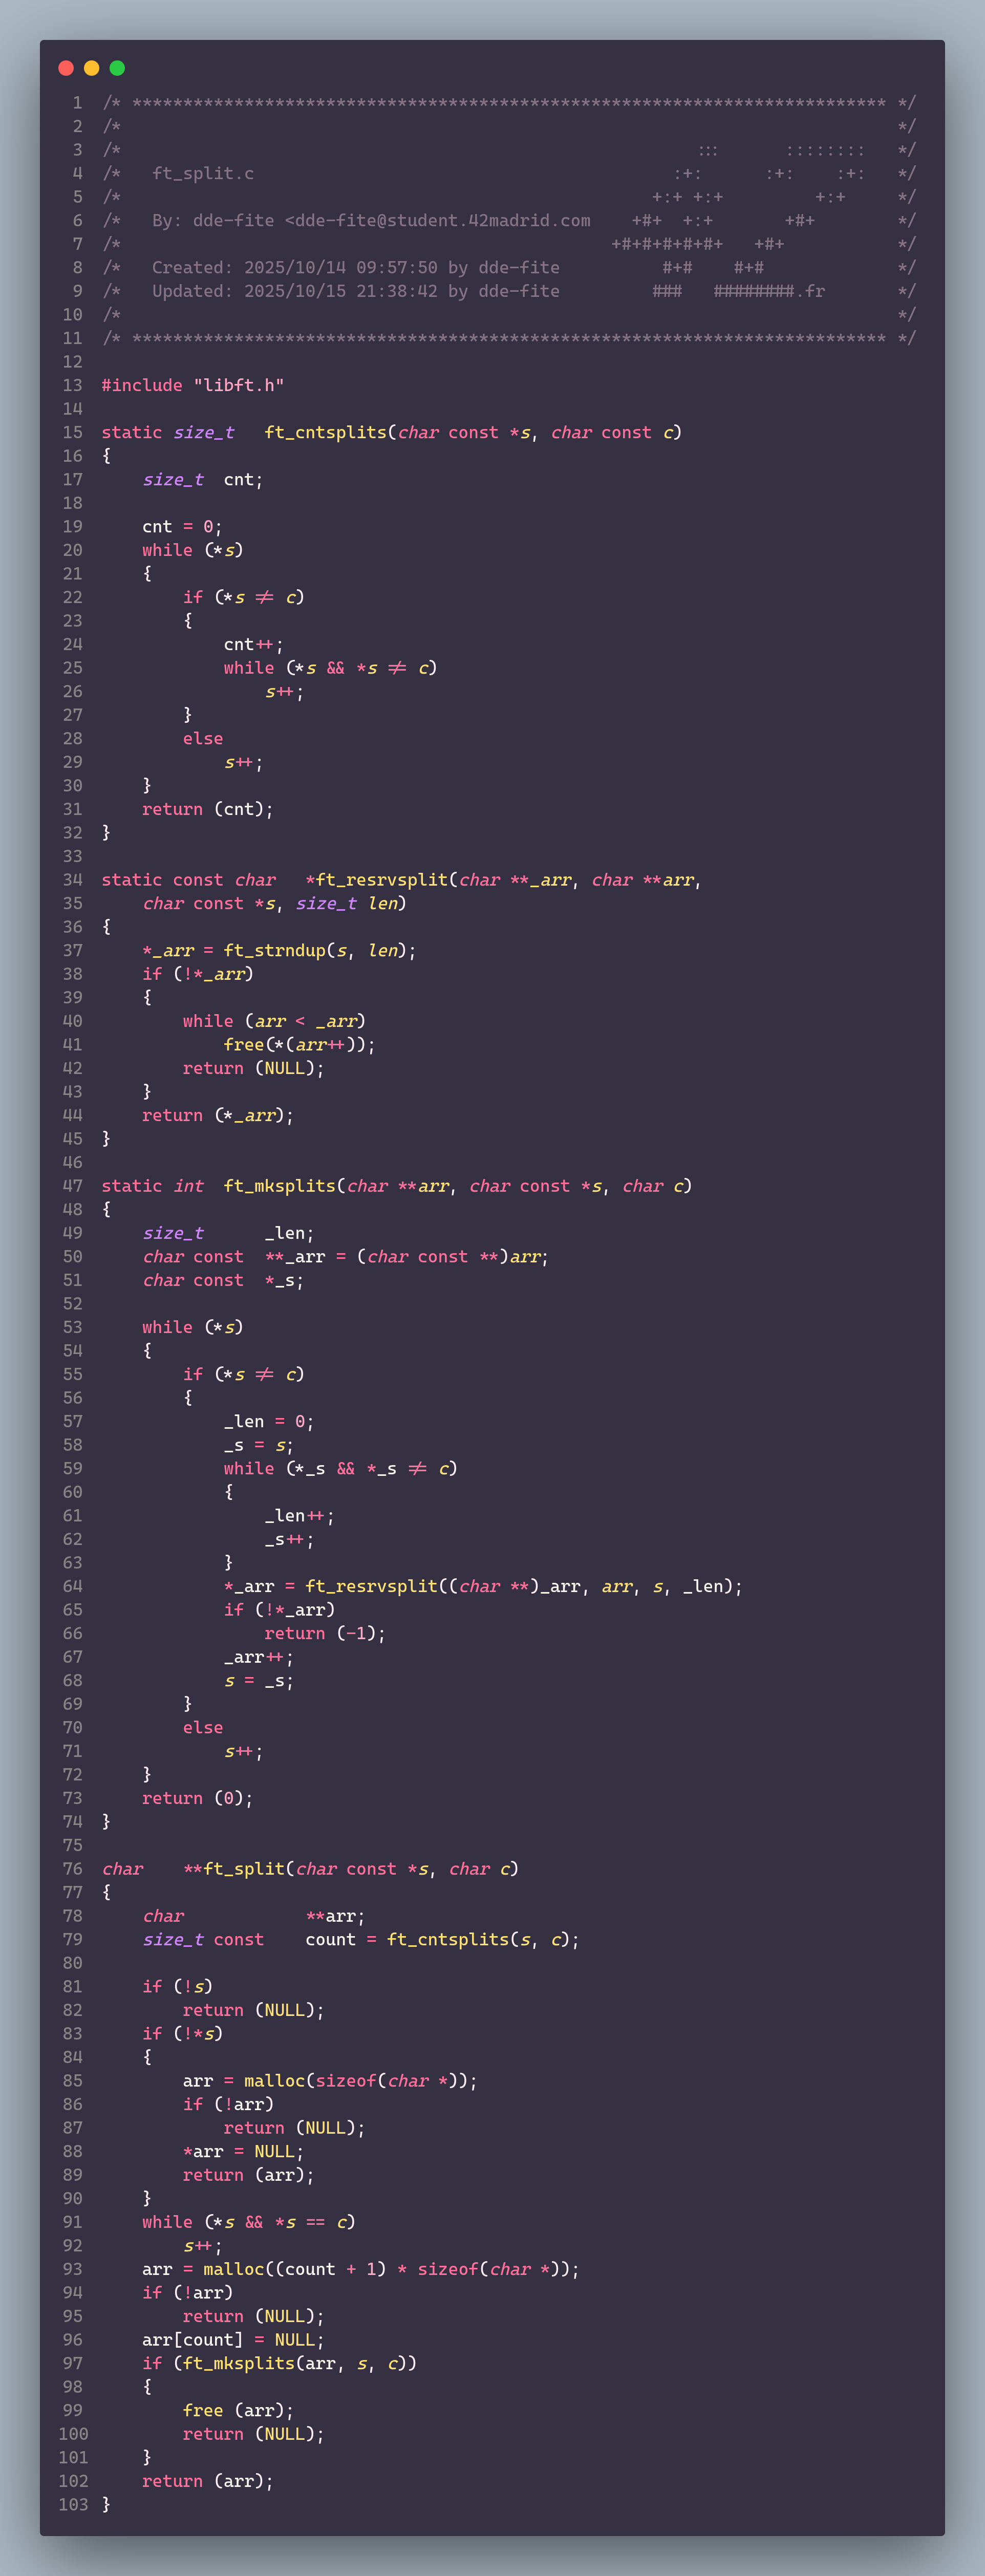 1 /* ************************************************************************** */
2 /*                                                                            */
3 /*                                                        :::      ::::::::   */
4 /*   ft_split.c                                         :+:      :+:    :+:   */
5 /*                                                    +:+ +:+         +:+     */
6 /*   By: dde-fite <dde-fite@student.42madrid.com    +#+  +:+       +#+        */
7 /*                                                +#+#+#+#+#+   +#+           */
8 /*   Created: 2025/10/14 09:57:50 by dde-fite          #+#    #+#             */
9 /*   Updated: 2025/10/15 21:38:42 by dde-fite         ###   ########.fr       */
10 /*                                                                            */
11 /* ************************************************************************** */
12
13 #include "libft.h"
14
15 static size_t   ft_cntsplits(char const *s, char const c)
16 {
17     size_t  cnt;
18
19     cnt = 0;
20     while (*s)
21     {
22         if (*s != c)
23         {
24             cnt++;
25             while (*s && *s != c)
26                 s++;
27         }
28         else
29             s++;
30     }
31     return (cnt);
32 }
33
34 static const char   *ft_resrvsplit(char **_arr, char **arr,
35     char const *s, size_t len)
36 {
37     *_arr = ft_strndup(s, len);
38     if (!*_arr)
39     {
40         while (arr < _arr)
41             free(*(arr++));
42         return (NULL);
43     }
44     return (*_arr);
45 }
46
47 static int  ft_mksplits(char **arr, char const *s, char c)
48 {
49     size_t      _len;
50     char const  **_arr = (char const **)arr;
51     char const  *_s;
52
53     while (*s)
54     {
55         if (*s != c)
56         {
57             _len = 0;
58             _s = s;
59             while (*_s && *_s != c)
60             {
61                 _len++;
62                 _s++;
63             }
64             *_arr = ft_resrvsplit((char **)_arr, arr, s, _len);
65             if (!*_arr)
66                 return (-1);
67             _arr++;
68             s = _s;
69         }
70         else
71             s++;
72     }
73     return (0);
74 }
75
76 char    **ft_split(char const *s, char c)
77 {
78     char            **arr;
79     size_t const    count = ft_cntsplits(s, c);
80
81     if (!s)
82         return (NULL);
83     if (!*s)
84     {
85         arr = malloc(sizeof(char *));
86         if (!arr)
87             return (NULL);
88         *arr = NULL;
89         return (arr);
90     }
91     while (*s && *s == c)
92         s++;
93     arr = malloc((count + 1) * sizeof(char *));
94     if (!arr)
95         return (NULL);
96     arr[count] = NULL;
97     if (ft_mksplits(arr, s, c))
98     {
99         free (arr);
100         return (NULL);
101     }
102     return (arr);
103 }